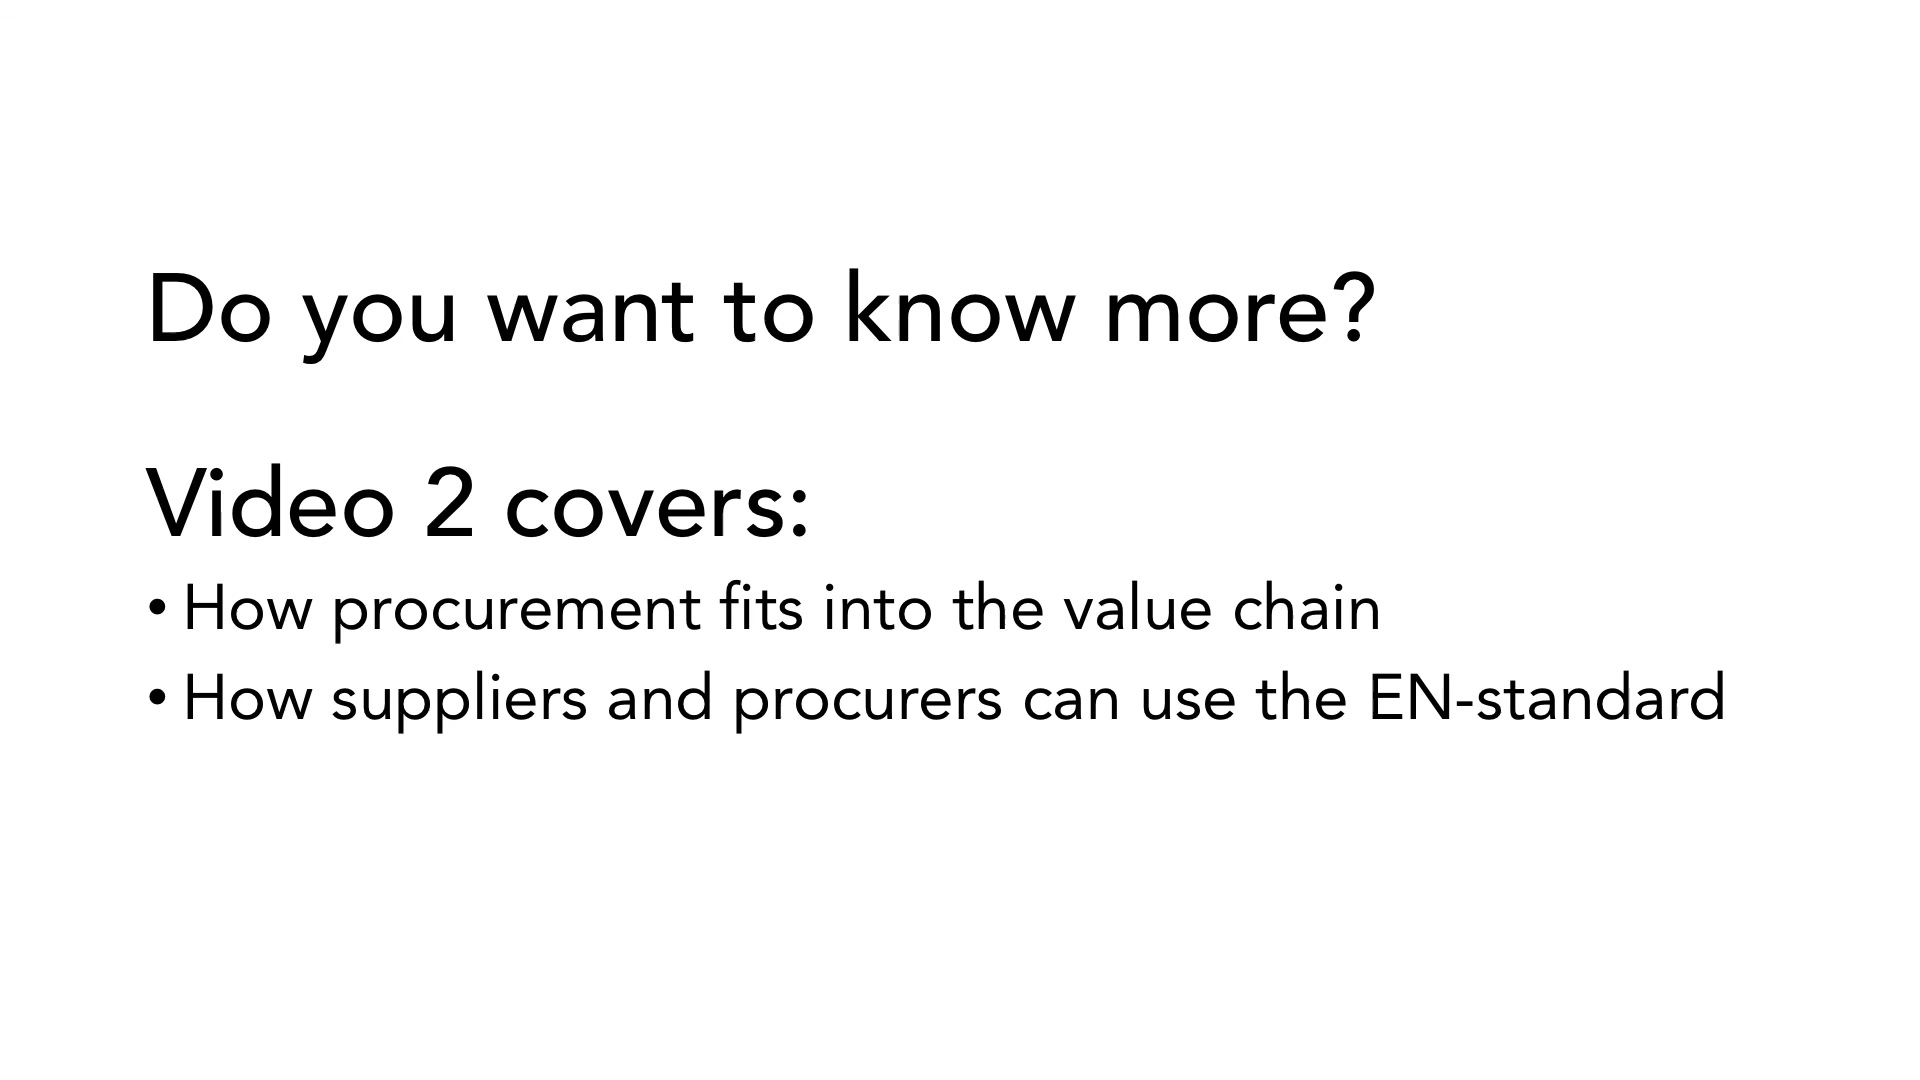 Do you want to know more?
Video 2 covers:
• How procurement fits into the value chain
• How suppliers and procurers can use the EN-standard